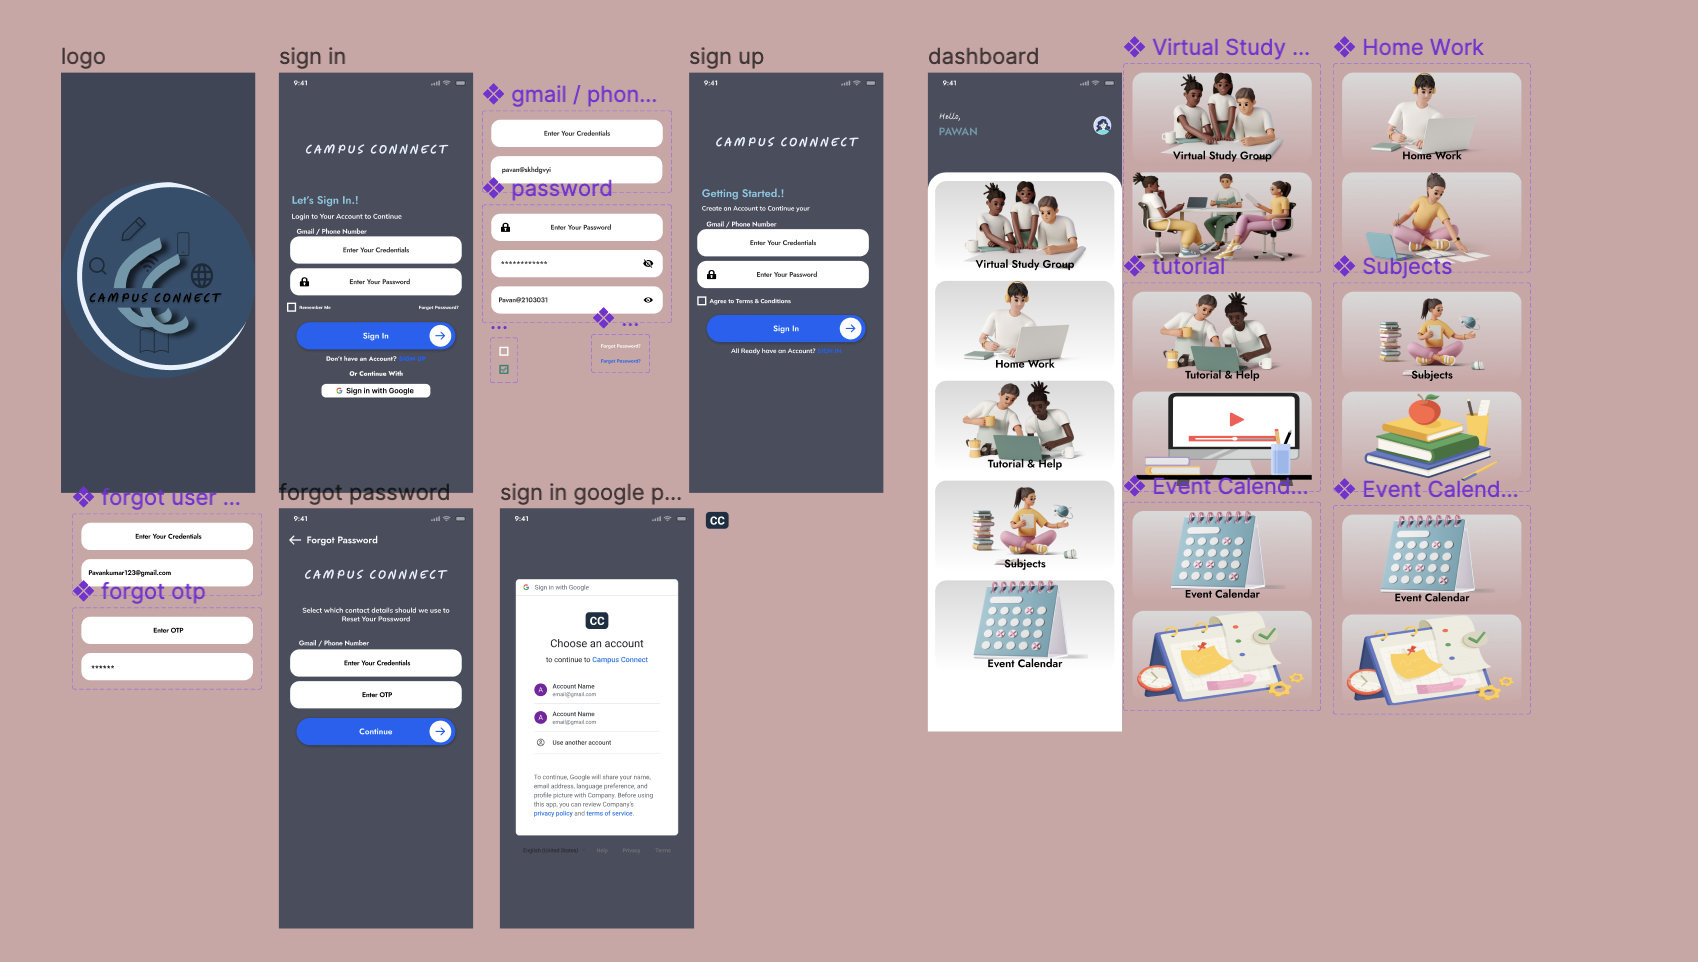 logo
CAMPUS CONNECT
sign in
9:41
CAMPUS CONNNECT
Let's Sign In.!
Login to Your Account to Continue
Gmail / Phone Number
Enter Your Credentials
Enter Your Password
Remember Me
Forgot Password?
Sign In
Don't have an Account? SIGN UP
Or Continue With
G Sign in with Google
gmail / phon...
Enter Your Credentials
pavan@skhdgvyi
password
Enter Your Password
************
Pavan@2103031
...
...
Forgot Password?
Forgot Password?
sign up
9:41
CAMPUS CONNNECT
Getting Started.!
Create an Account to Continue your
Gmail / Phone Number
Enter Your Credentials
Enter Your Password
Agree to Terms & Conditions
Sign In
All Ready have an Account? SIGN IN
dashboard
9:41
Hello,
PAWAN
Virtual Study Group
Home Work
Tutorial & Help
Subjects
Event Calendar
Virtual Study ...
Virtual Study Group
Home Work
Home Work
tutorial
Tutorial & Help
Subjects
Subjects
Event Calend...
Event Calendar
Event Calend...
Event Calendar
forgot user ...
Enter Your Credentials
Pavankumar123@gmail.com
forgot otp
Enter OTP
******
forgot password
9:41
Forgot Password
CAMPUS CONNNECT
Select which contact details should we use to
Reset Your Password
Gmail / Phone Number
Enter Your Credentials
Enter OTP
Continue
sign in google p...
9:41
G Sign in with Google
CC
Choose an account
to continue to Campus Connect
A
Account Name
email@gmail.com
A
Account Name
email@gmail.com
Use another account
To continue, Google will share your name,
email address, language preference, and
profile picture with Company. Before using
this app, you can review Company's
privacy policy and terms of service.
English (United States)
Help
Privacy
Terms
CC